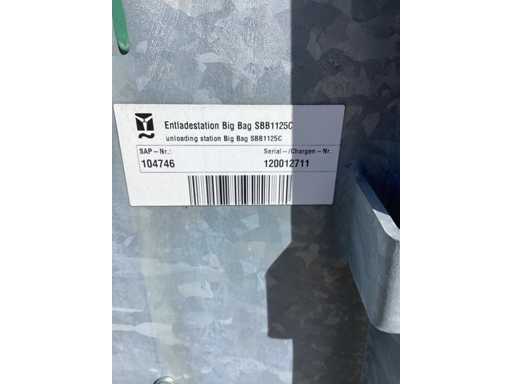 Entladestation Big Bag SBB1125C
unloading station Big Bag SBB1125C
SAP-Nr.: Serial-/Chargen-Nr.
104746 120012711